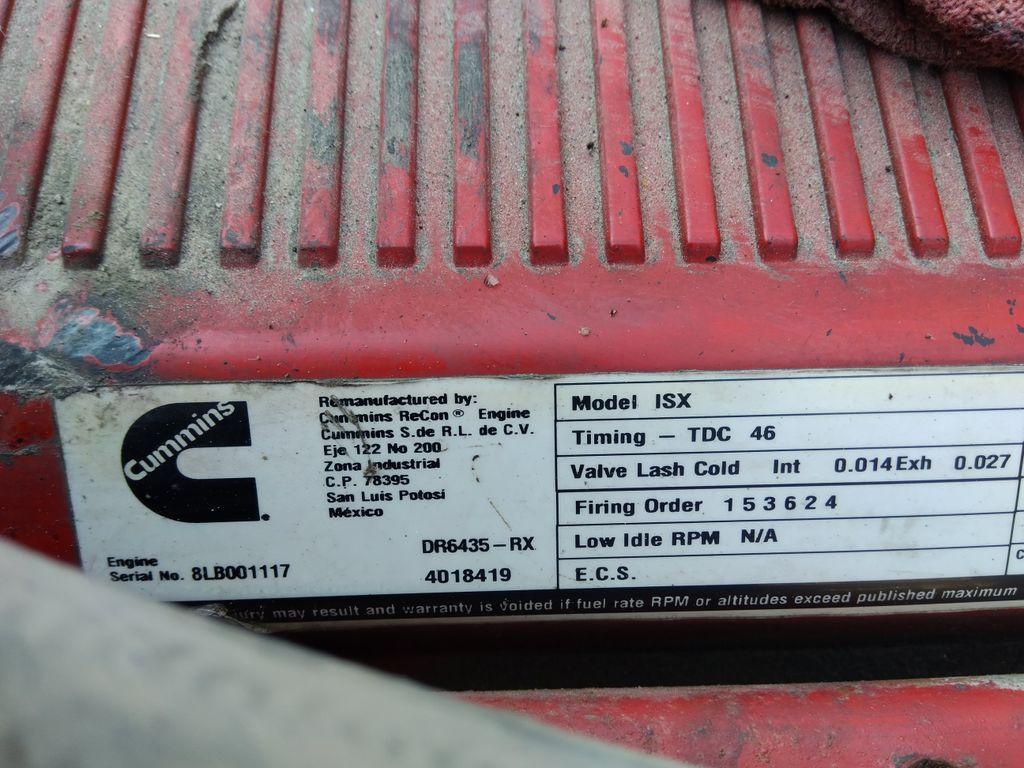 Cummins
Remanufactured by:
Cummins ReCon® Engine
Cummins S.de R.L. de C.V.
Eje 122 No 200
Zona Industrial
C.P. 78395
San Luis Potosí
México
Engine
Serial No. 8LB001117
DR6435-RX
4018419
Model ISX
Timing – TDC 46
Valve Lash Cold Int 0.014 Exh 0.027
Firing Order 1 5 3 6 2 4
Low Idle RPM N/A
E.C.S.
may result and warranty is voided if fuel rate RPM or altitudes exceed published maximum